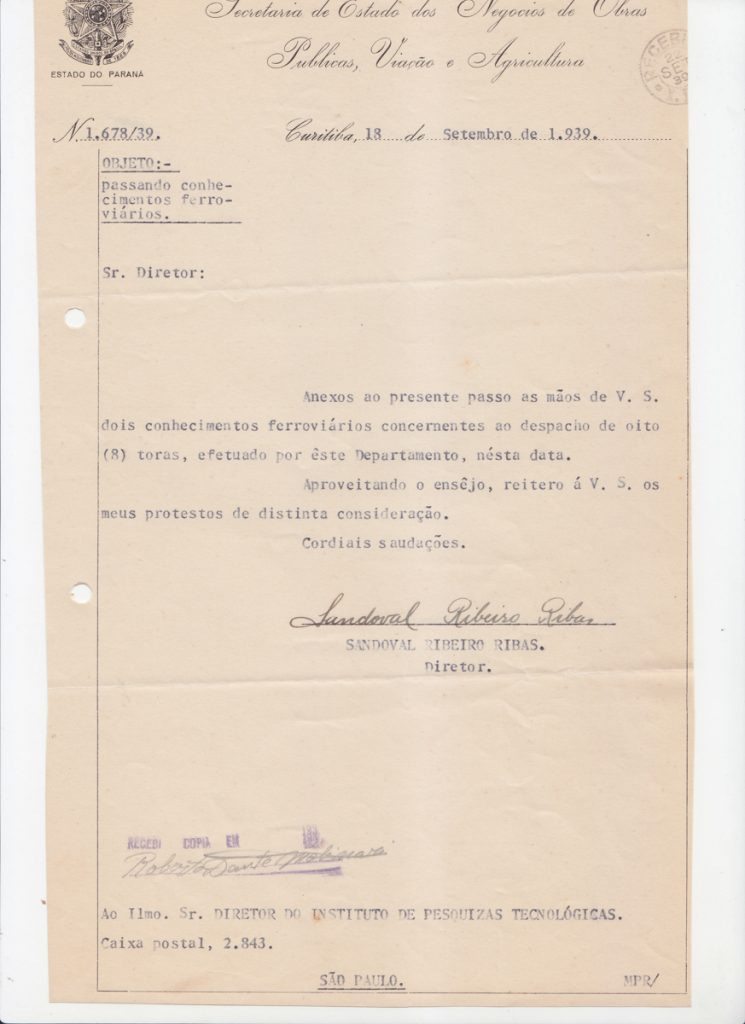 Secretaria de Estado dos Negocios de Obras
Publicas, Viação e Agricultura
ESTADO DO PARANÁ
N. 1.678/39.
Curitiba, 18 de Setembro de 1.939.
OBJETO:-
passando conhe-
cimentos ferro-
viários.
Sr. Diretor:
Anexos ao presente passo as mãos de V. S.
dois conhecimentos ferroviários concernentes ao despacho de oito
(8) toras, efetuado por êste Departamento, nésta data.
Aproveitando o ensêjo, reitero á V. S. os
meus protestos de distinta consideração.
Cordiais saudações.
Sandoval Ribeiro Ribas
SANDOVAL RIBEIRO RIBAS.
Diretor.
RECEBI COPIA EM
Roberto Dante
Ao Ilmo. Sr. DIRETOR DO INSTITUTO DE PESQUIZAS TECNOLÓGICAS.
Caixa postal, 2.843.
SÃO PAULO.
MPR/